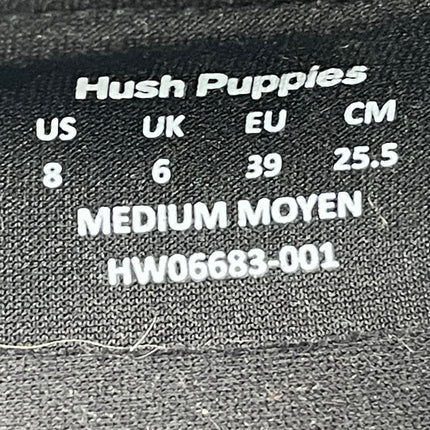 Hush Puppies
US UK EU CM
8 6 39 25.5
MEDIUM MOYEN
HW06683-001